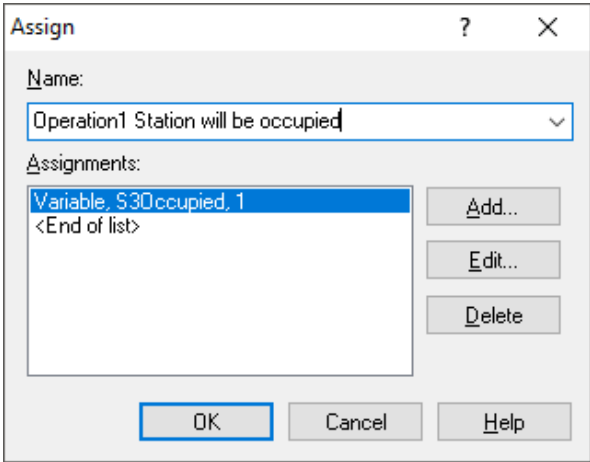 Assign
?
Name:
Operation1 Station will be occupied
Assignments:
Variable, S3Occupied, 1
<End of list>
Add...
Edit...
Delete
OK
Cancel
Help